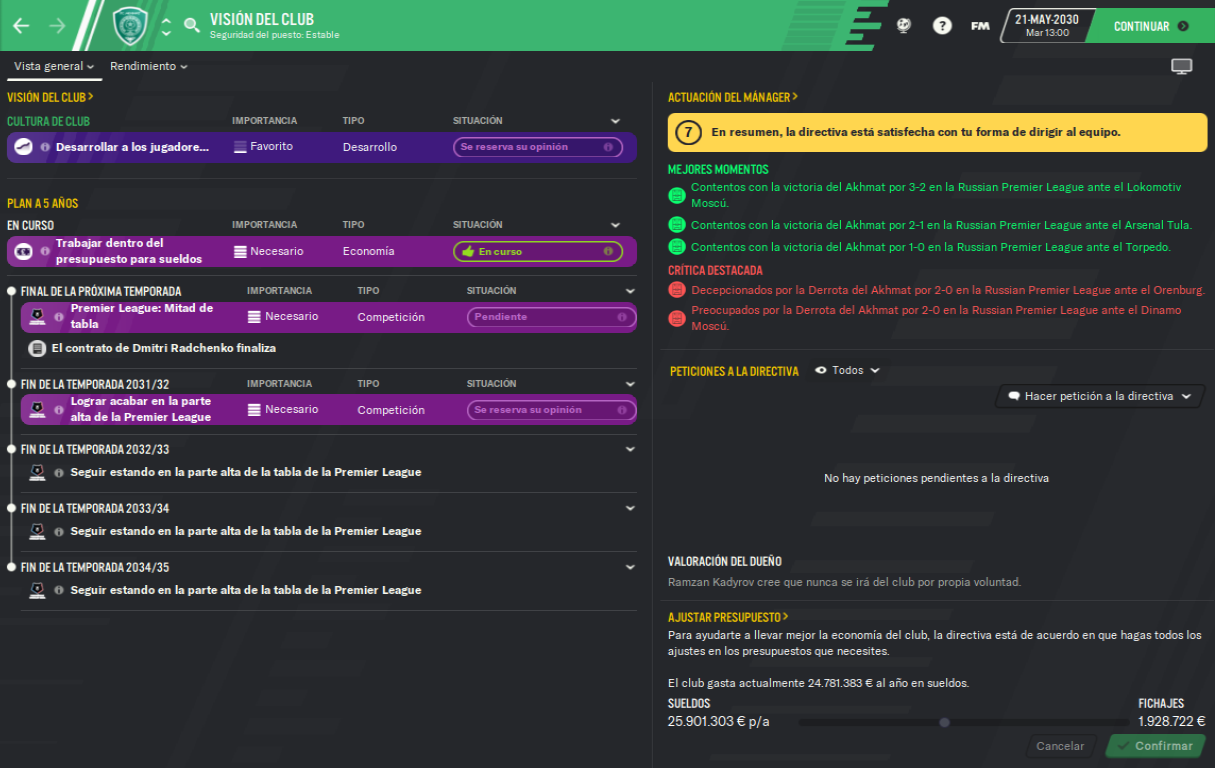 VISIÓN DEL CLUB
Seguridad del puesto: Estable
?
FM
21-MAY-2030
Mar 13:00
CONTINUAR
Vista general
Rendimiento
VISIÓN DEL CLUB >
CULTURA DE CLUB
IMPORTANCIA
TIPO
SITUACIÓN
Desarrollar a los jugadore...
Favorito
Desarrollo
Se reserva su opinión
PLAN A 5 AÑOS
EN CURSO
IMPORTANCIA
TIPO
SITUACIÓN
Trabajar dentro del
presupuesto para sueldos
Necesario
Economía
En curso
FINAL DE LA PRÓXIMA TEMPORADA
IMPORTANCIA
TIPO
SITUACIÓN
Premier League: Mitad de
tabla
Necesario
Competición
Pendiente
El contrato de Dmitri Radchenko finaliza
FIN DE LA TEMPORADA 2031/32
IMPORTANCIA
TIPO
SITUACIÓN
Lograr acabar en la parte
alta de la Premier League
Necesario
Competición
Se reserva su opinión
FIN DE LA TEMPORADA 2032/33
Seguir estando en la parte alta de la tabla de la Premier League
FIN DE LA TEMPORADA 2033/34
Seguir estando en la parte alta de la tabla de la Premier League
FIN DE LA TEMPORADA 2034/35
Seguir estando en la parte alta de la tabla de la Premier League
ACTUACIÓN DEL MÁNAGER >
7
En resumen, la directiva está satisfecha con tu forma de dirigir al equipo.
MEJORES MOMENTOS
Contentos con la victoria del Akhmat por 3-2 en la Russian Premier League ante el Lokomotiv
Moscú.
Contentos con la victoria del Akhmat por 2-1 en la Russian Premier League ante el Arsenal Tula.
Contentos con la victoria del Akhmat por 1-0 en la Russian Premier League ante el Torpedo.
CRÍTICA DESTACADA
Decepcionados por la Derrota del Akhmat por 2-0 en la Russian Premier League ante el Orenburg.
Preocupados por la Derrota del Akhmat por 2-0 en la Russian Premier League ante el Dinamo
Moscú.
PETICIONES A LA DIRECTIVA
Todos
Hacer petición a la directiva
No hay peticiones pendientes a la directiva
VALORACIÓN DEL DUEÑO
Ramzan Kadyrov cree que nunca se irá del club por propia voluntad.
AJUSTAR PRESUPUESTO >
Para ayudarte a llevar mejor la economía del club, la directiva está de acuerdo en que hagas todos los
ajustes en los presupuestos que necesites.
El club gasta actualmente 24.781.383 € al año en sueldos.
SUELDOS
FICHAJES
25.901.303 € p/a
1.928.722 €
Cancelar
Confirmar